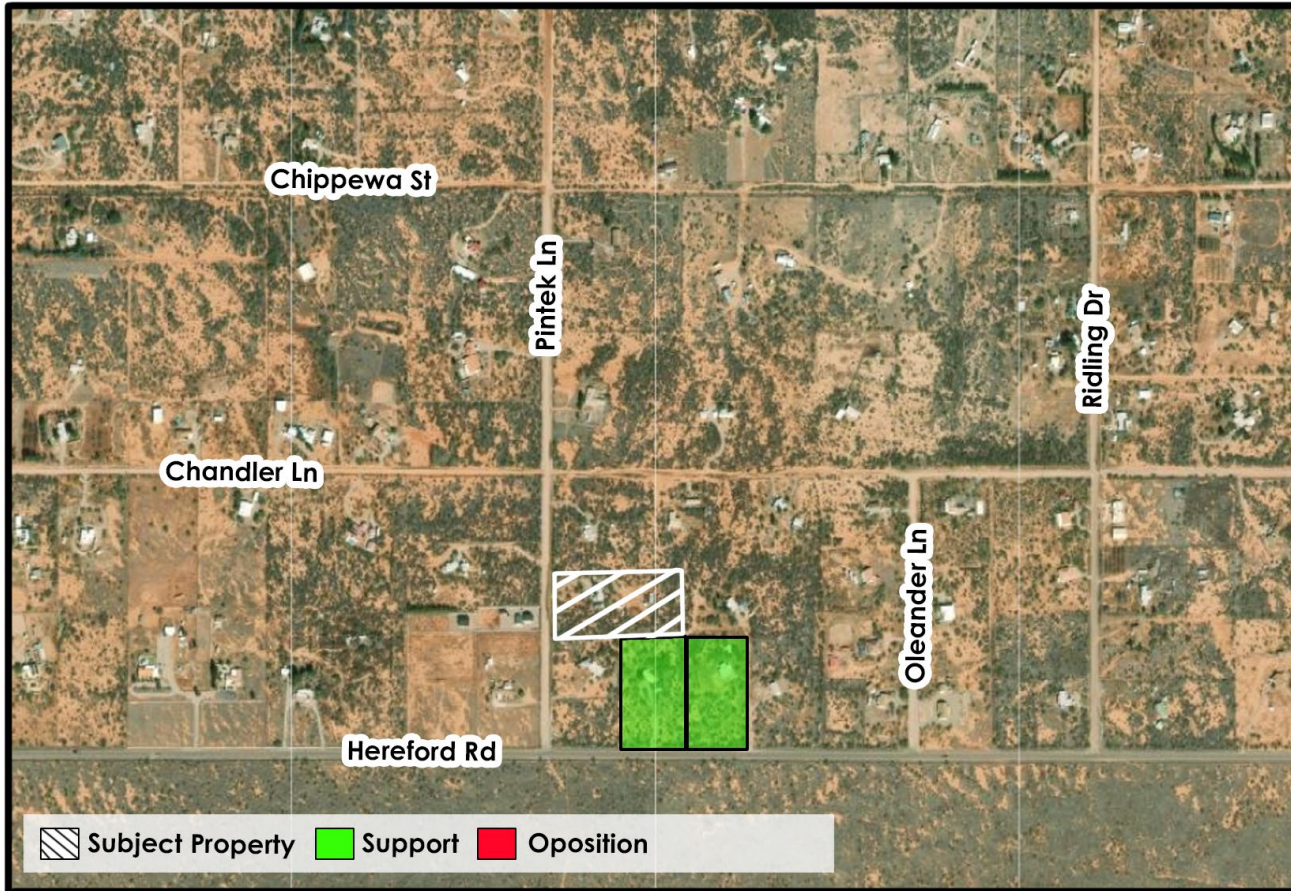 Chippewa St
Pintek Ln
Ridling Dr
Chandler Ln
Oleander Ln
Hereford Rd
Subject Property
Support
Oposition